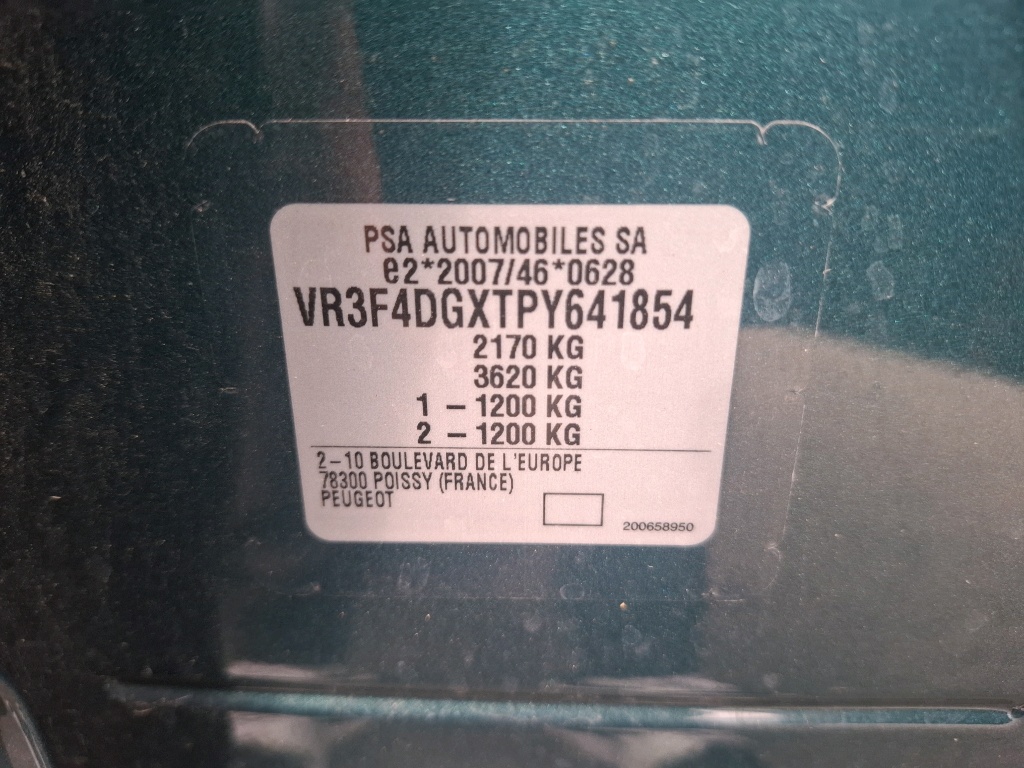 PSA AUTOMOBILES SA
e2*2007/46*0628
VR3F4DGXTPY641854
2170 KG
3620 KG
1 – 1200 KG
2 – 1200 KG
2–10 BOULEVARD DE L'EUROPE
78300 POISSY (FRANCE)
PEUGEOT
200658950